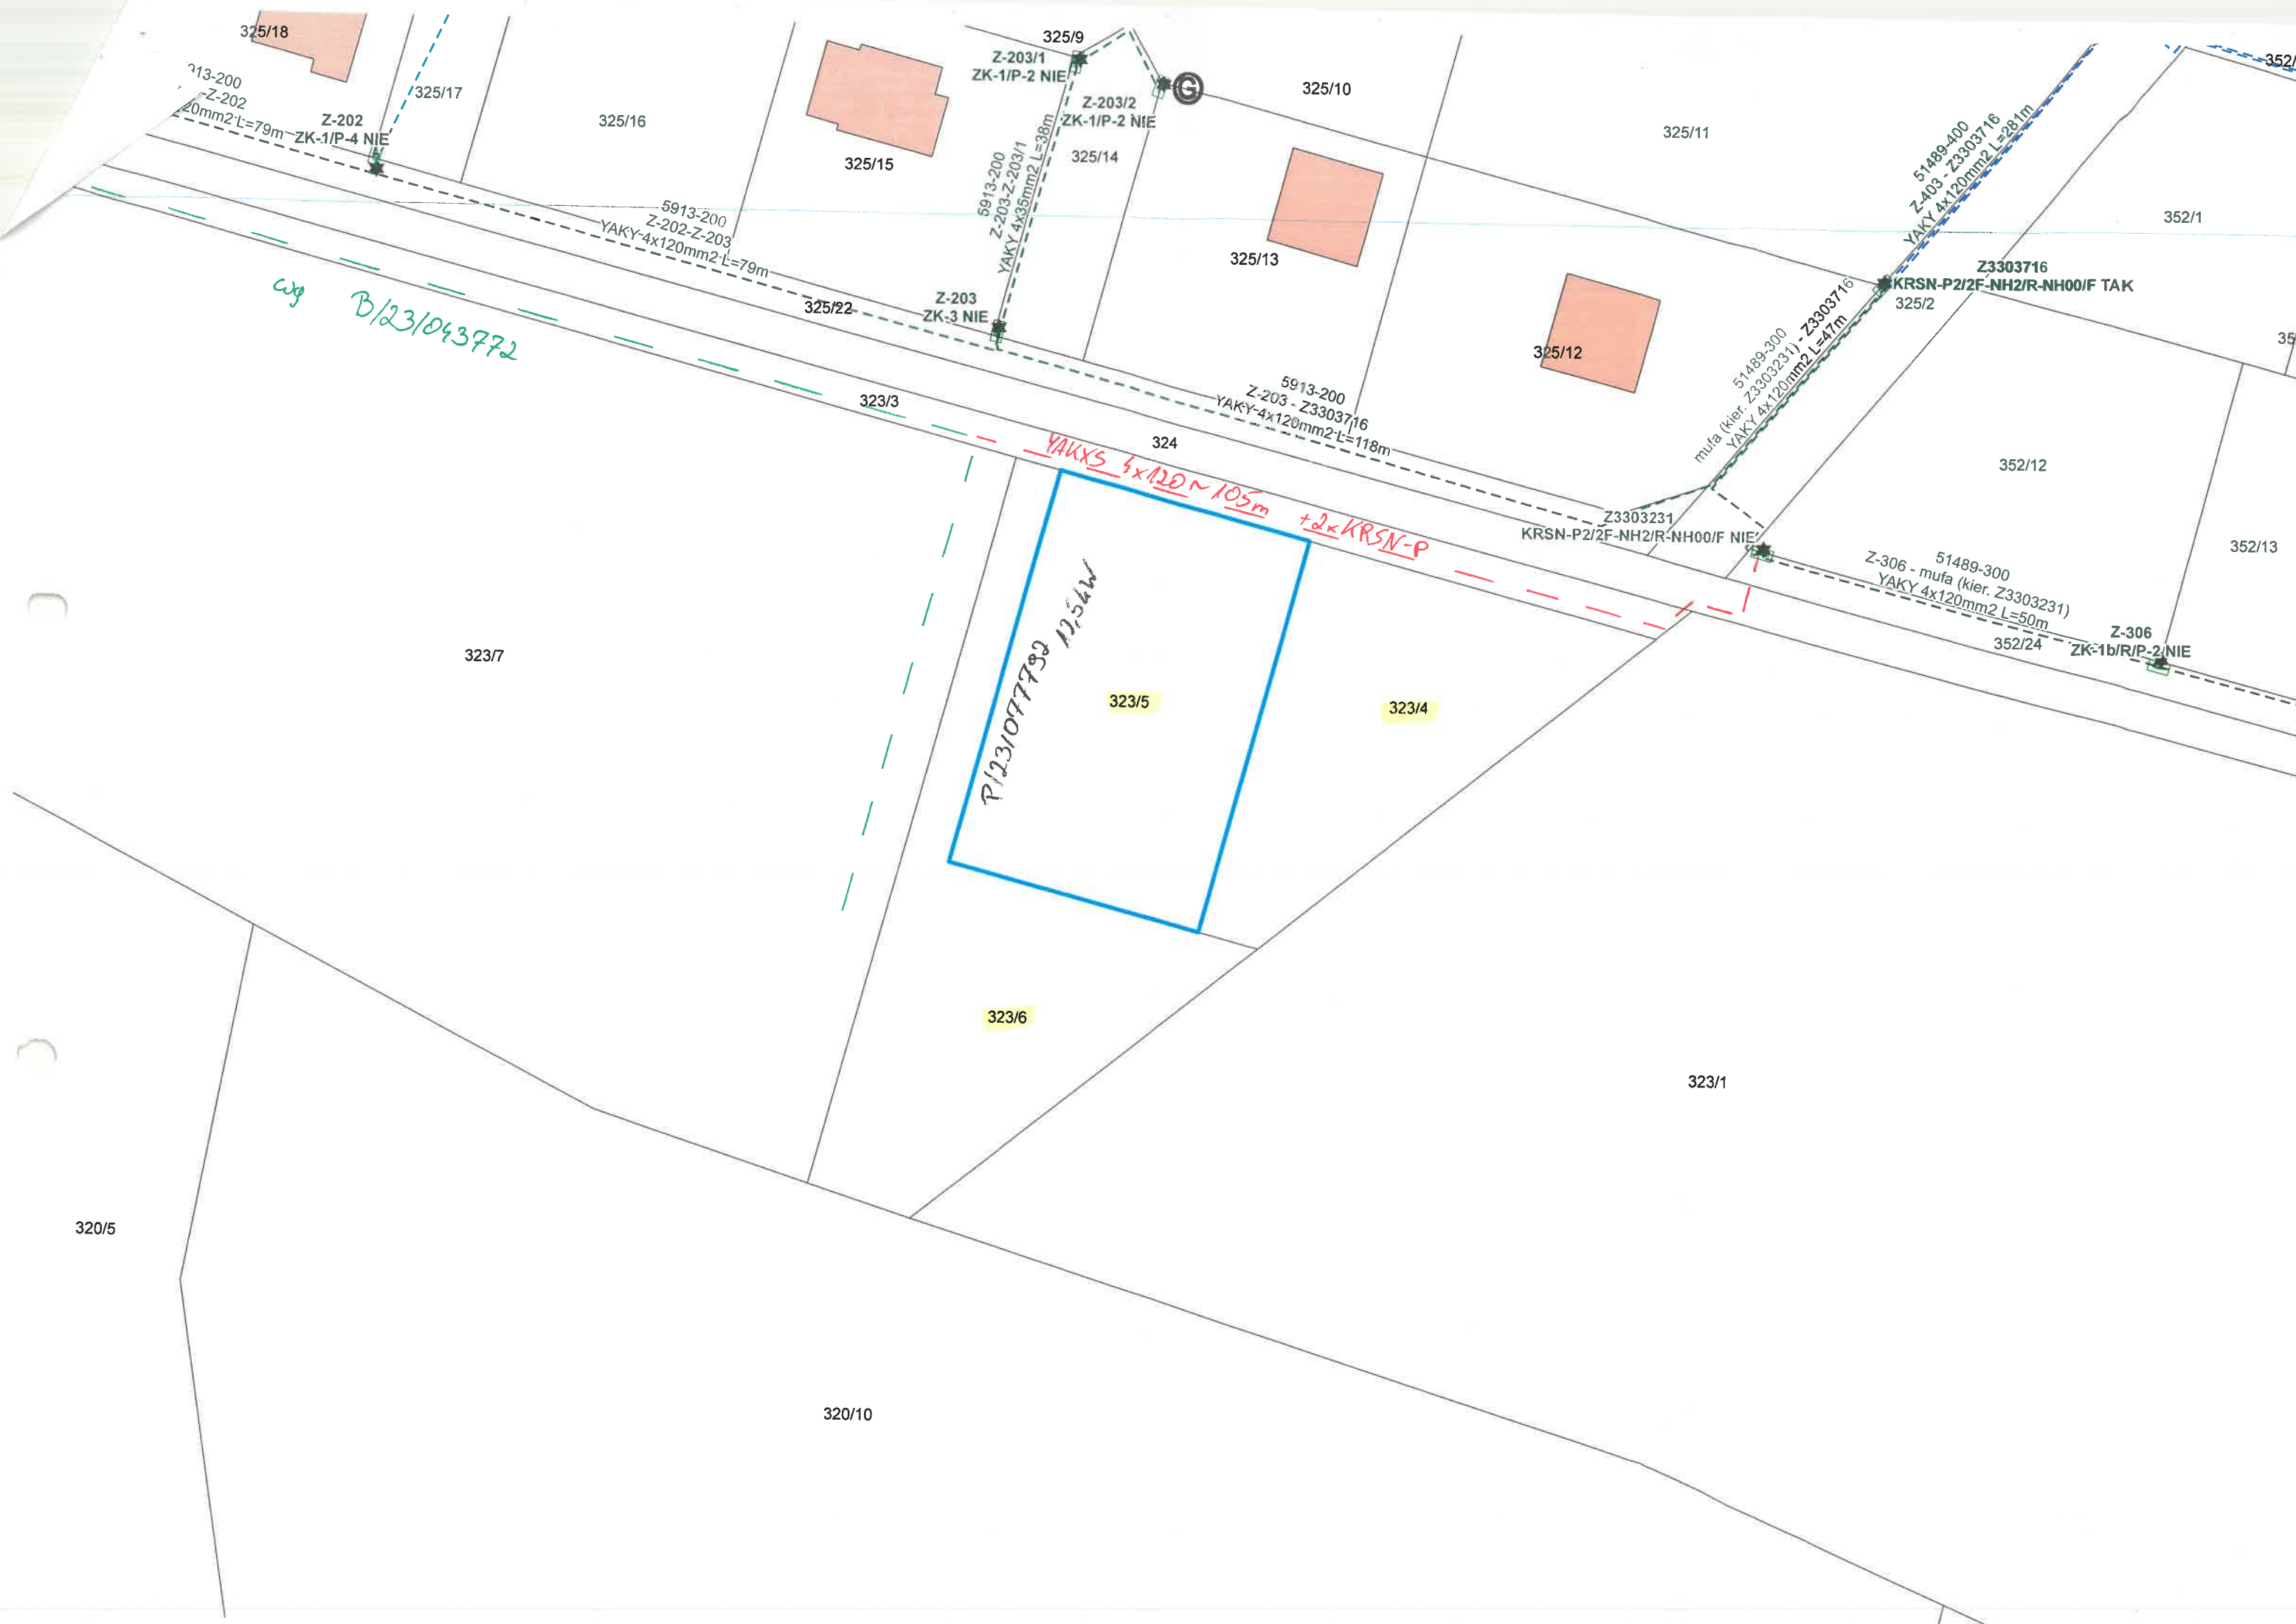 325/18
913-200
-Z-202
20mm2 L=79m
Z-202
ZK-1/P-4 NIE
325/17
325/16
325/15
325/9
Z-203/1
ZK-1/P-2 NIE
Z-203/2
ZK-1/P-2 NIE
G
325/14
5913-200
Z-203-Z-203/1
YAKY 4x35mm2 L=38m
325/10
325/11
325/13
325/12
5913-200
Z-202-Z-203
YAKY 4x120mm2 L=79m
325/22
Z-203
ZK-3 NIE
5913-200
Z-203 - Z3303716
YAKY 4x120mm2 L=118m
51489-400
Z-403 - Z3303716
YAKY 4x120mm2 L=281m
352/
352/1
Z3303716
KRSN-P2/2F-NH2/R-NH00/F TAK
325/2
35
51489-300
mufa (kier. Z3303231) - Z3303716
YAKY 4x120mm2 L=47m
352/12
352/13
Z3303231
KRSN-P2/2F-NH2/R-NH00/F NIE
51489-300
Z-306 - mufa (kier. Z3303231)
YAKY 4x120mm2 L=50m
Z-306
ZK-1b/R/P-2 NIE
352/24
wg B/23/043772
323/3
324
YAKXS 4x120 ~ 105m +2xKRSN-P
P/23/077792 12,5kW
323/7
323/5
323/4
323/6
323/1
320/5
320/10